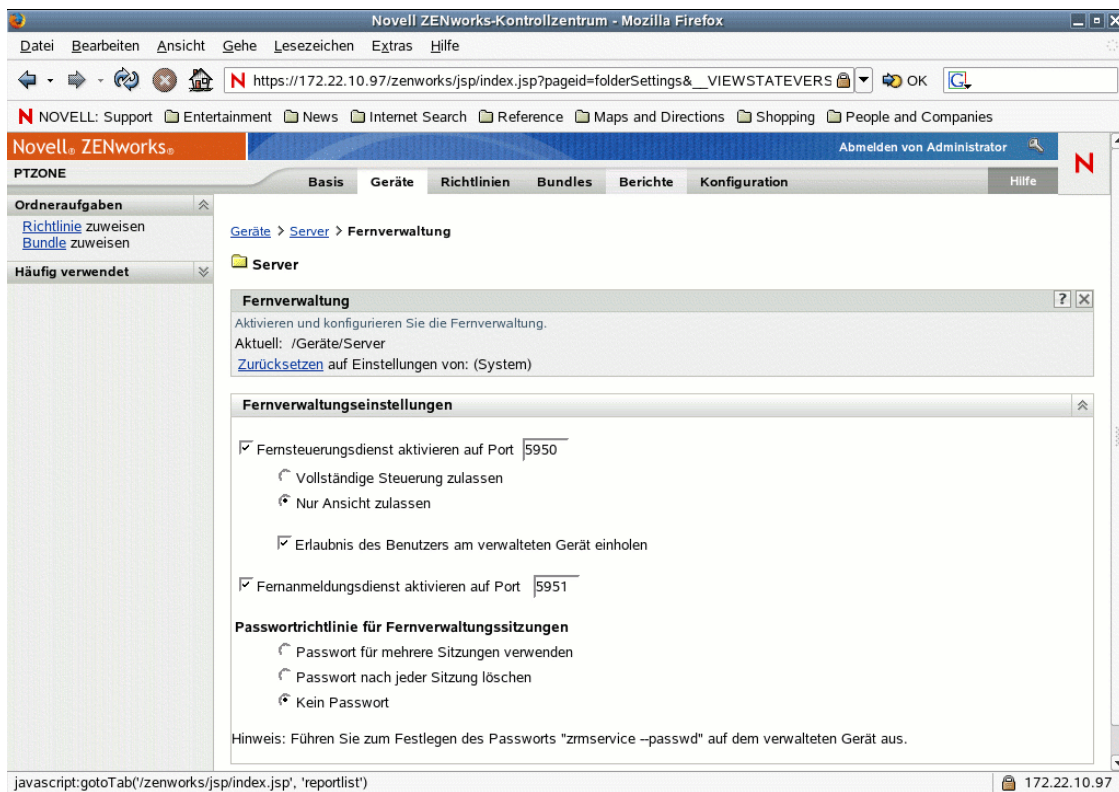 Novell ZENworks-Kontrollzentrum - Mozilla Firefox
Datei Bearbeiten Ansicht Gehe Lesezeichen Extras Hilfe
N https://172.22.10.97/zenworks/jsp/index.jsp?pageid=folderSettings&__VIEWSTATEVERS OK G
N NOVELL: Support Entertainment News Internet Search Reference Maps and Directions Shopping People and Companies
Novell® ZENworks® Abmelden von Administrator N
PTZONE Basis Geräte Richtlinien Bundles Berichte Konfiguration Hilfe
Ordneraufgaben
Richtlinie zuweisen
Bundle zuweisen
Häufig verwendet
Geräte > Server > Fernverwaltung
Server
Fernverwaltung ?
Aktivieren und konfigurieren Sie die Fernverwaltung.
Aktuell: /Geräte/Server
Zurücksetzen auf Einstellungen von: (System)
Fernverwaltungseinstellungen
Fernsteuerungsdienst aktivieren auf Port 5950
Vollständige Steuerung zulassen
Nur Ansicht zulassen
Erlaubnis des Benutzers am verwalteten Gerät einholen
Fernanmeldungsdienst aktivieren auf Port 5951
Passwortrichtlinie für Fernverwaltungssitzungen
Passwort für mehrere Sitzungen verwenden
Passwort nach jeder Sitzung löschen
Kein Passwort
Hinweis: Führen Sie zum Festlegen des Passworts "zrmservice --passwd" auf dem verwalteten Gerät aus.
javascript:gotoTab('/zenworks/jsp/index.jsp', 'reportlist') 172.22.10.97